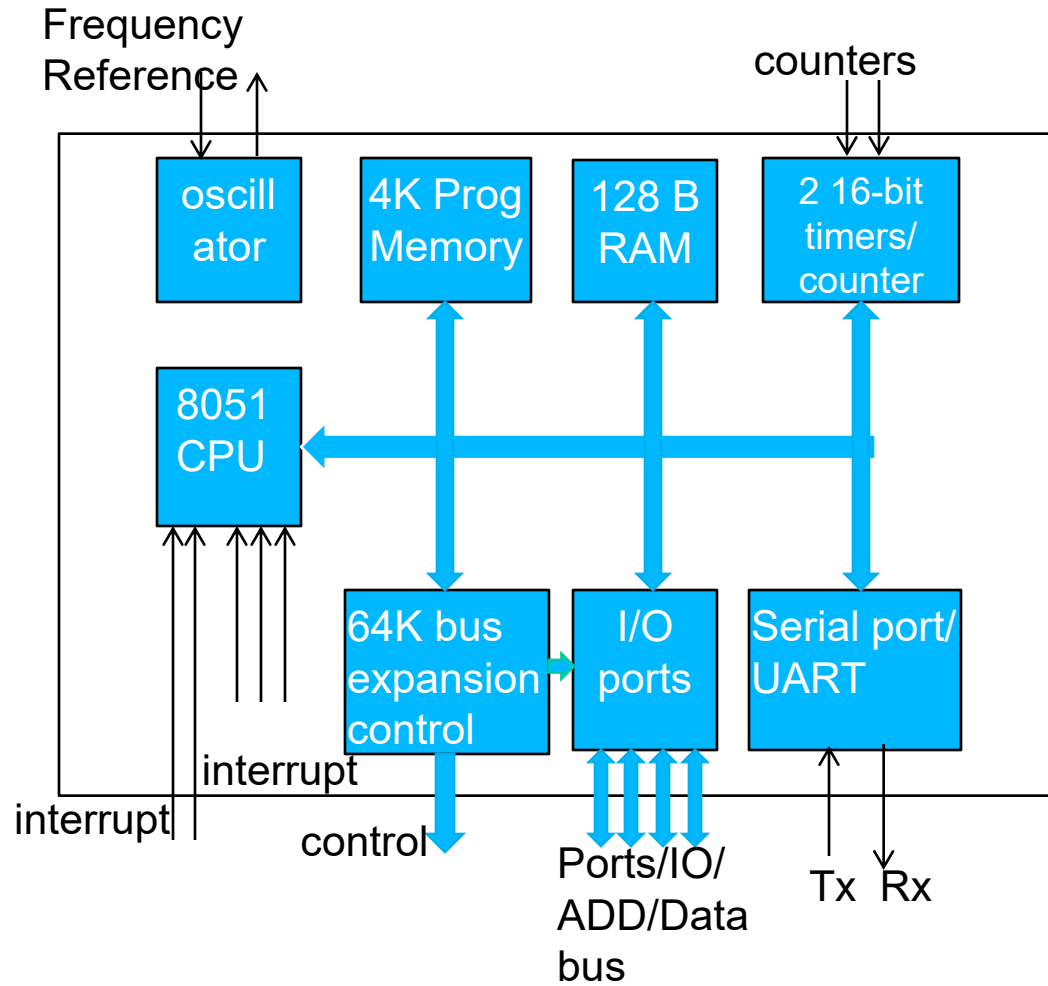 Frequency
Reference
counters
oscill
ator
4K Prog
Memory
128 B
RAM
2 16-bit
timers/
counter
8051
CPU
64K bus
expansion
control
I/O
ports
Serial port/
UART
interrupt
interrupt
control
Ports/IO/
ADD/Data
bus
Tx Rx